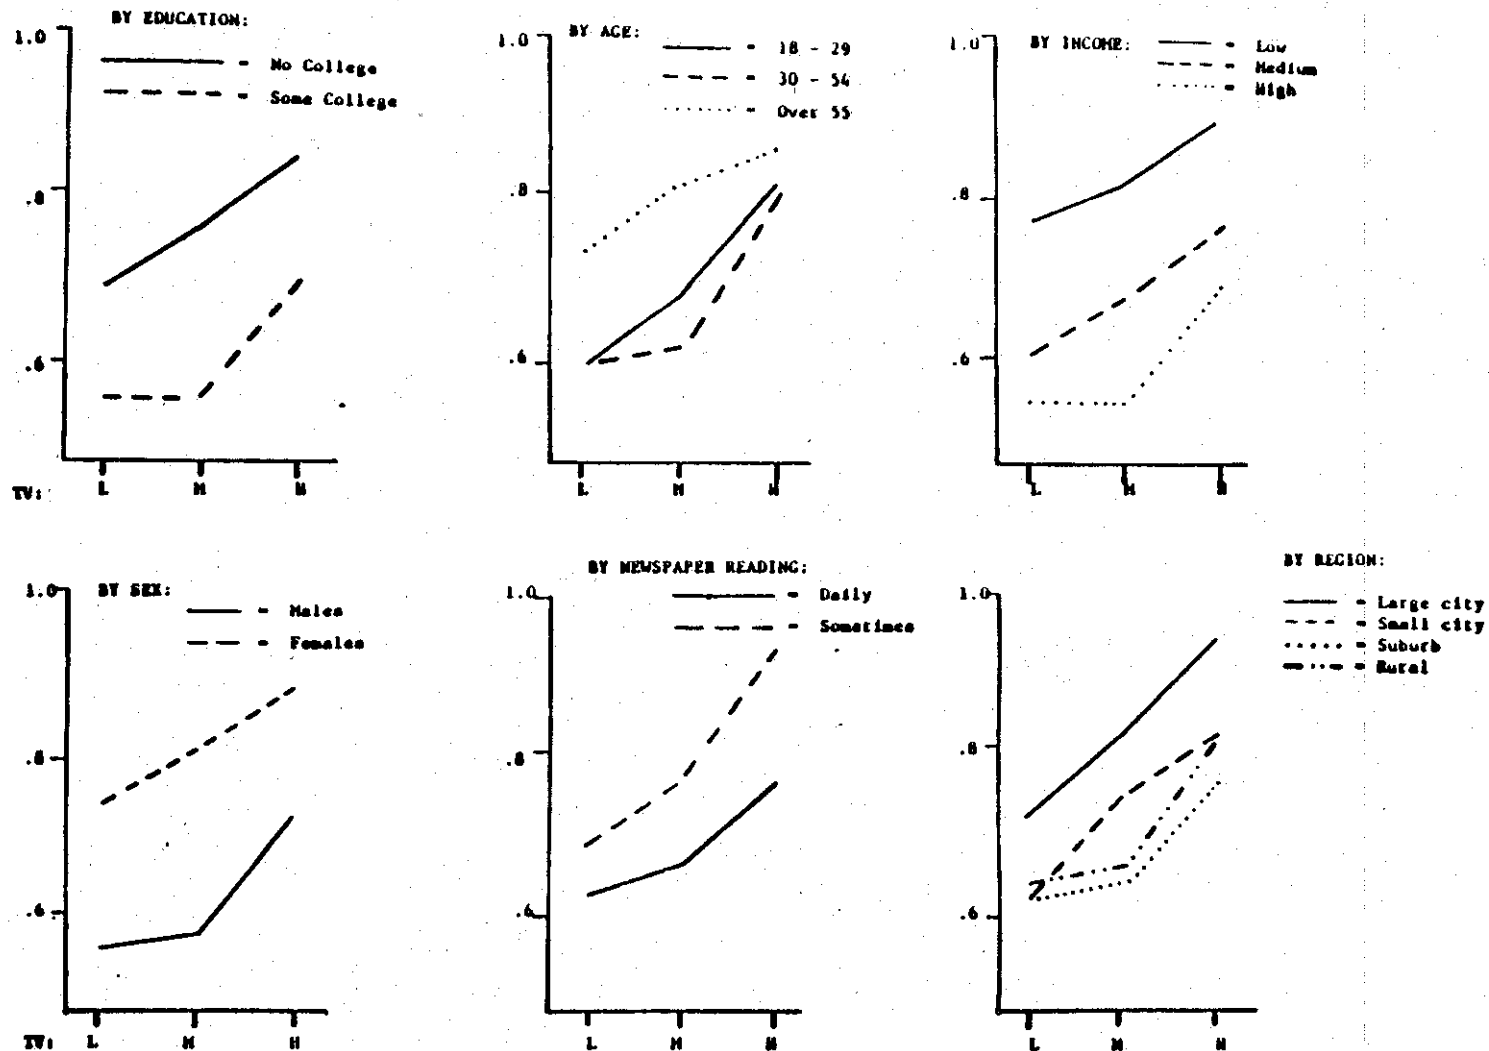 BY EDUCATION:
1.0
No College
Some College
.8
.6
TV: L M H
BY AGE:
1.0
18 - 29
30 - 54
Over 55
.8
.6
L M H
BY INCOME:
1.0
Low
Medium
High
.8
.6
L M H
BY SEX:
1.0
Males
Females
.8
.6
TV: L M H
BY NEWSPAPER READING:
1.0
Daily
Sometimes
.8
.6
L M H
BY REGION:
1.0
Large city
Small city
Suburb
Rural
.8
.6
L M H